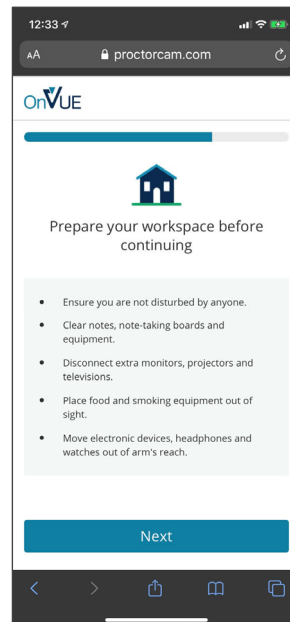 12:33
AA proctorcam.com
OnVUE
Prepare your workspace before
continuing
• Ensure you are not disturbed by anyone.
• Clear notes, note-taking boards and
equipment.
• Disconnect extra monitors, projectors and
televisions.
• Place food and smoking equipment out of
sight.
• Move electronic devices, headphones and
watches out of arm's reach.
Next